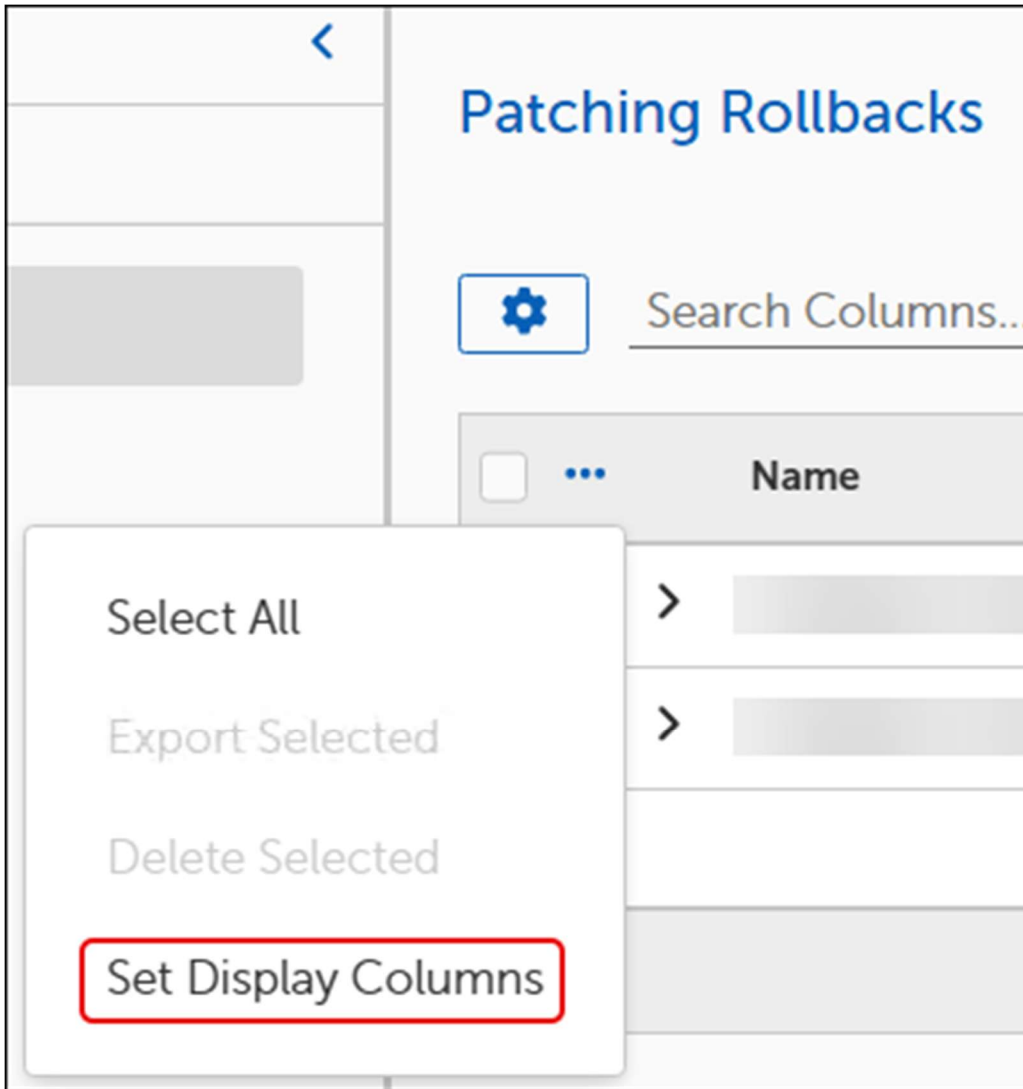 Patching Rollbacks
Search Columns...
Name
Select All
Export Selected
Delete Selected
Set Display Columns